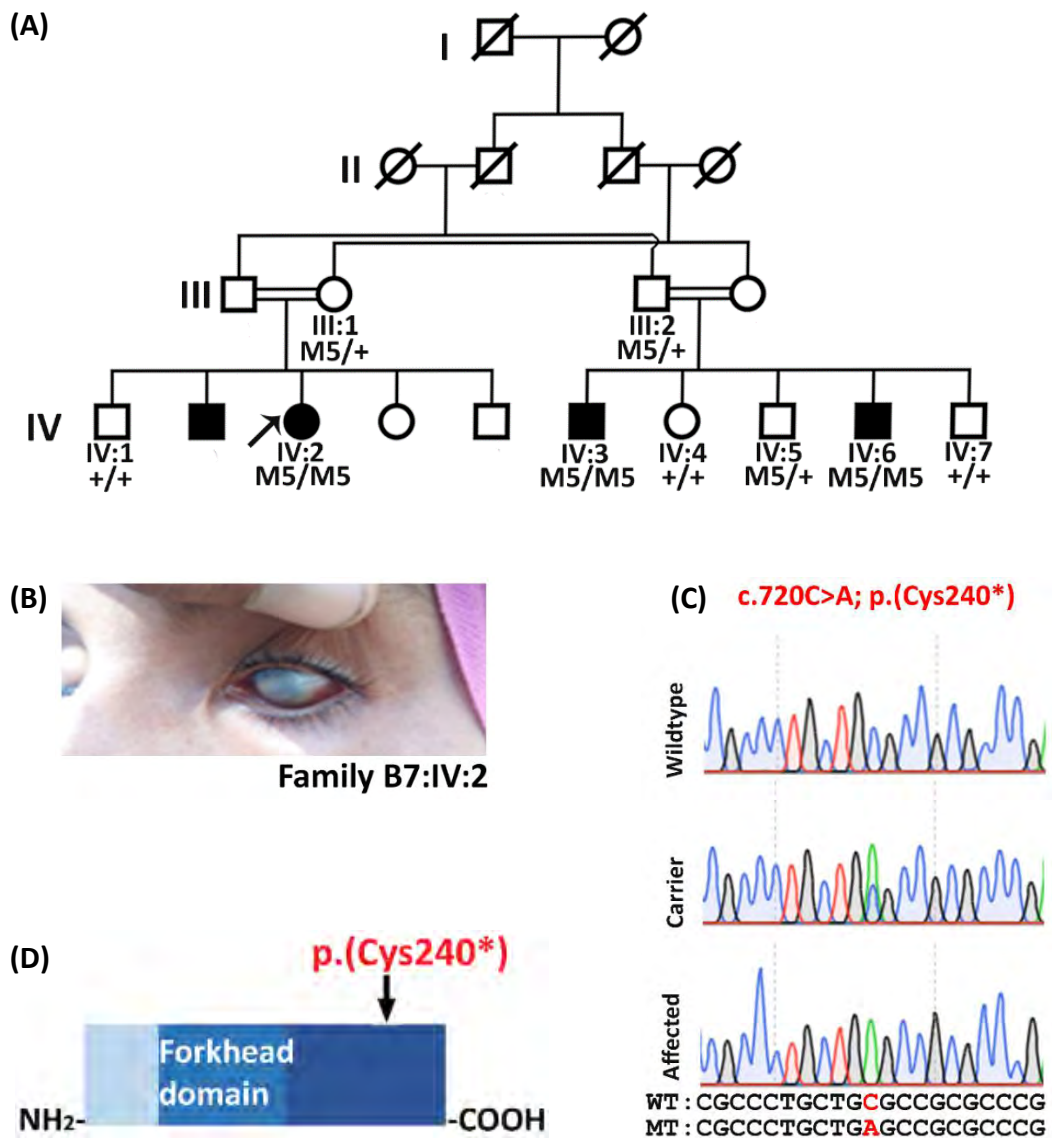 (A)
I
II
III
III:1
M5/+
III:2
M5/+
IV
IV:1
+/+
IV:2
M5/M5
IV:3
M5/M5
IV:4
+/+
IV:5
M5/+
IV:6
M5/M5
IV:7
+/+
(B)
Family B7:IV:2
(C)
c.720C>A; p.(Cys240*)
Wildtype
Carrier
Affected
WT:CGCCCTGCTGCGCCGCGCCCG
MT:CGCCCTGCTGAGCCGCGCCCG
(D)
p.(Cys240*)
Forkhead
domain
NH2-
-COOH